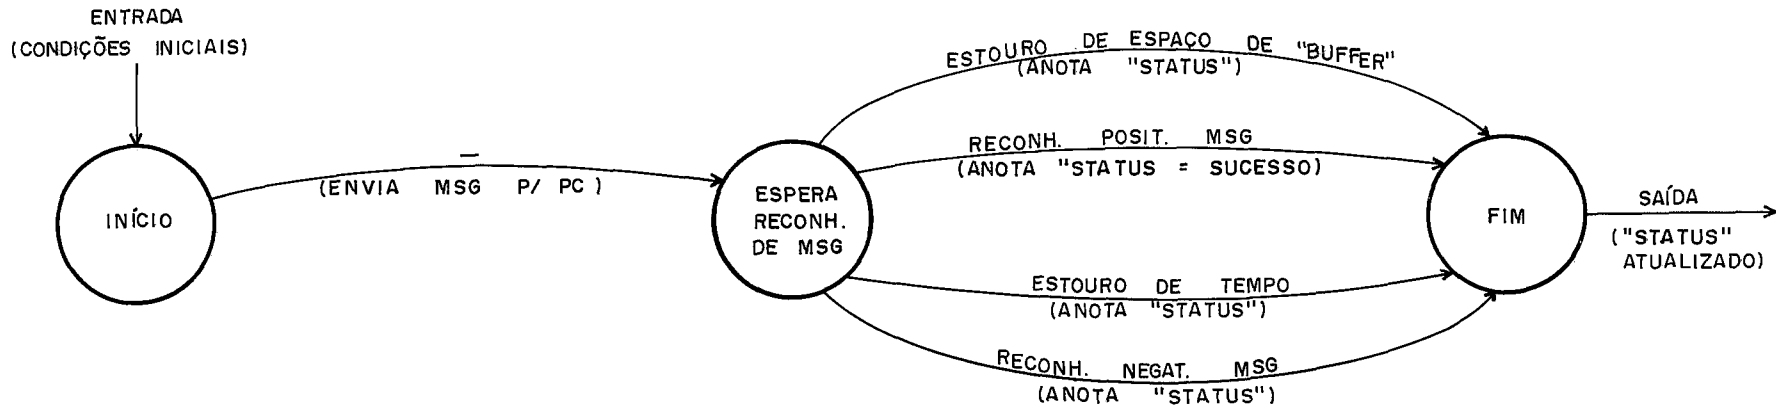 ENTRADA
(CONDIÇÕES INICIAIS)
INÍCIO
—
(ENVIA MSG P/ PC)
ESPERA
RECONH.
DE MSG
ESTOURO DE ESPAÇO DE "BUFFER"
(ANOTA "STATUS")
RECONH. POSIT. MSG
(ANOTA "STATUS = SUCESSO)
ESTOURO DE TEMPO
(ANOTA "STATUS")
RECONH. NEGAT. MSG
(ANOTA "STATUS")
FIM
SAÍDA
("STATUS"
ATUALIZADO)